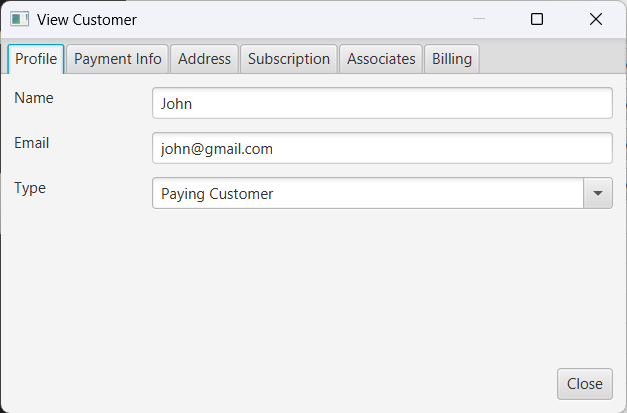 View Customer
Profile Payment Info Address Subscription Associates Billing
Name John
Email john@gmail.com
Type Paying Customer
Close